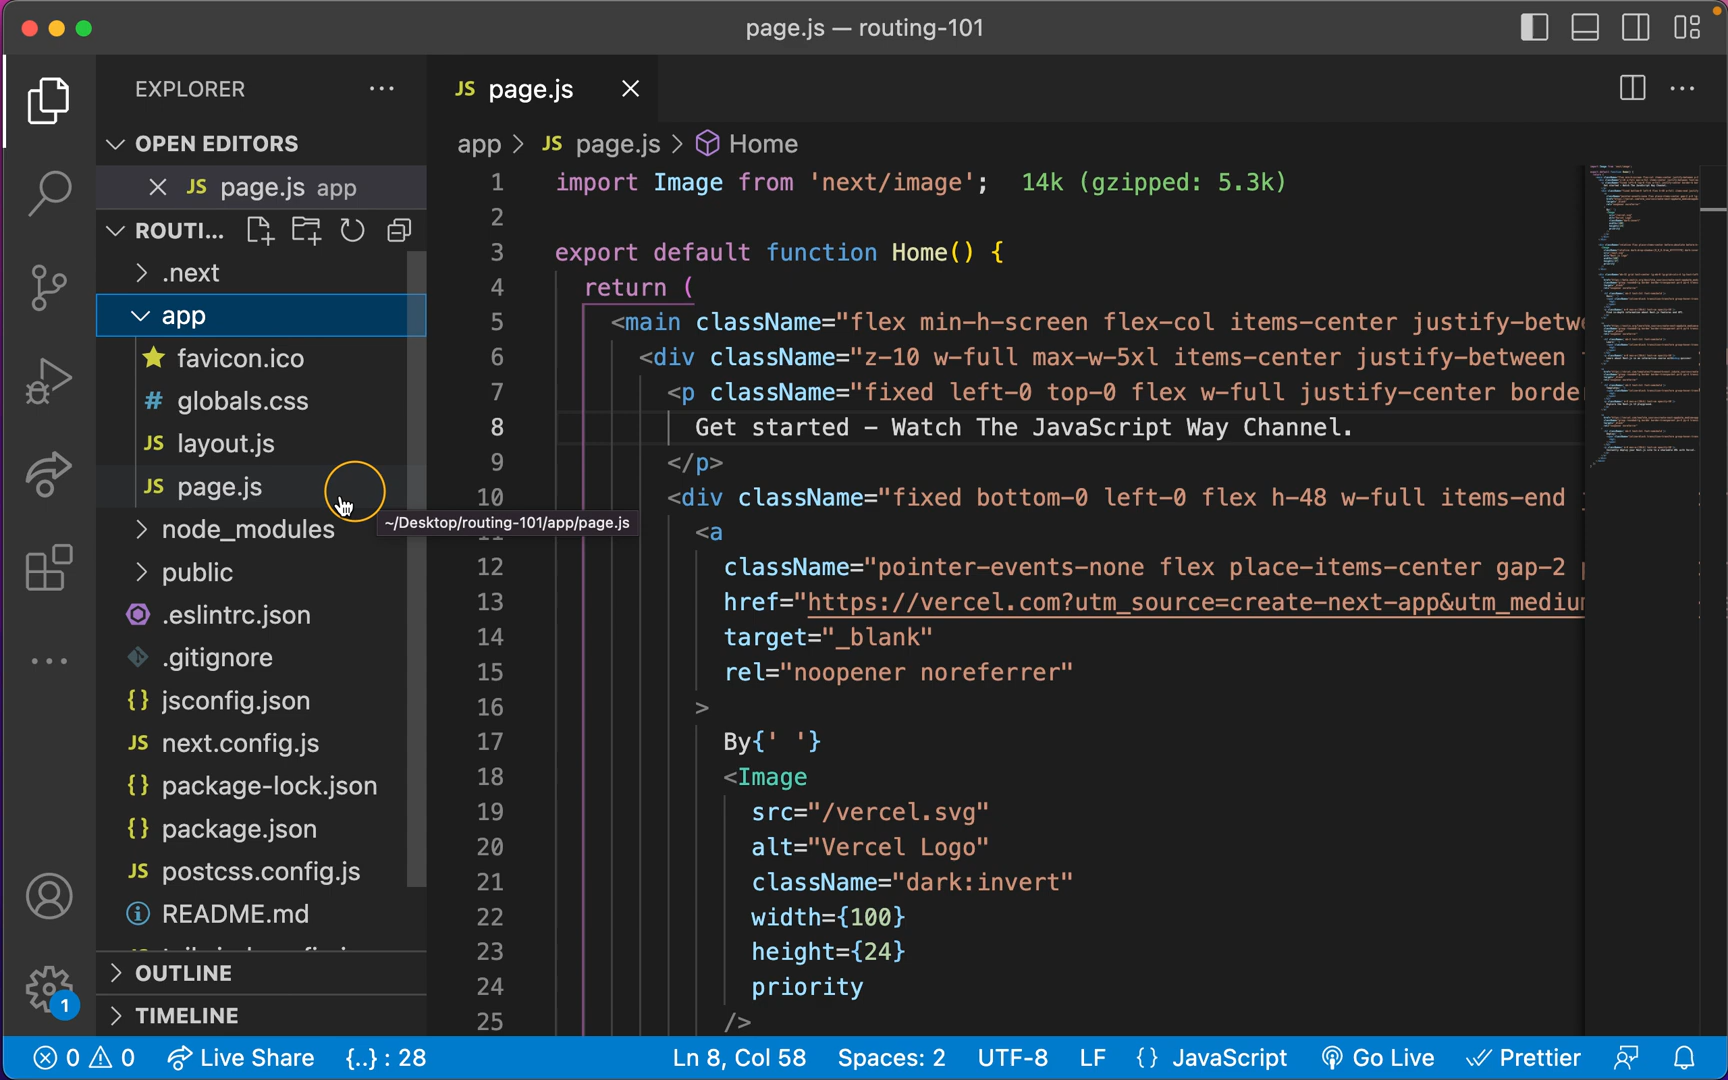 page.js — routing-101
EXPLORER
OPEN EDITORS
JS page.js app
ROUTI...
.next
app
favicon.ico
# globals.css
JS layout.js
JS page.js
node_modules
public
.eslintrc.json
.gitignore
{} jsconfig.json
JS next.config.js
{} package-lock.json
{} package.json
JS postcss.config.js
README.md
OUTLINE
TIMELINE
1
JS page.js
app > JS page.js > Home
1 import Image from 'next/image'; 14k (gzipped: 5.3k)
2
3 export default function Home() {
4 return (
5 <main className="flex min-h-screen flex-col items-center justify-betwe
6 <div className="z-10 w-full max-w-5xl items-center justify-between
7 <p className="fixed left-0 top-0 flex w-full justify-center border
8 Get started – Watch The JavaScript Way Channel.
9 </p>
10 <div className="fixed bottom-0 left-0 flex h-48 w-full items-end
~/Desktop/routing-101/app/page.js
<a
12 className="pointer-events-none flex place-items-center gap-2
13 href="https://vercel.com?utm_source=create-next-app&utm_medium
14 target="_blank"
15 rel="noopener noreferrer"
16 >
17 By{' '}
18 <Image
19 src="/vercel.svg"
20 alt="Vercel Logo"
21 className="dark:invert"
22 width={100}
23 height={24}
24 priority
25 />
0 0 Live Share {..} : 28 Ln 8, Col 58 Spaces: 2 UTF-8 LF {} JavaScript Go Live Prettier